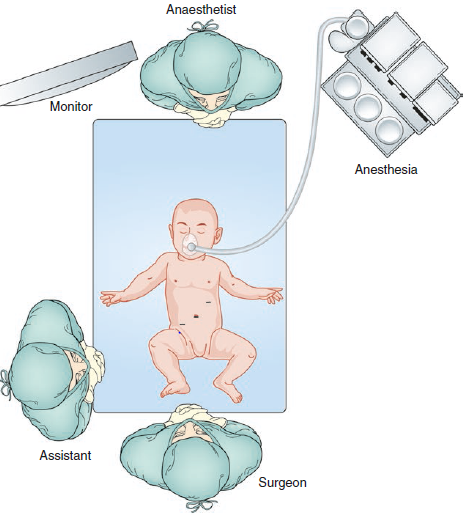 Anaesthetist
Monitor
Anesthesia
Assistant
Surgeon